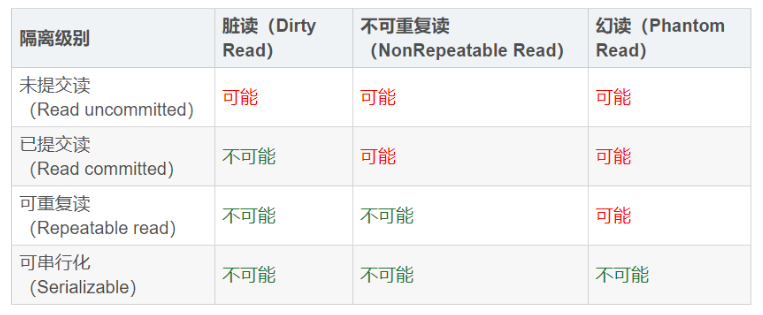 隔离级别 脏读（Dirty Read） 不可重复读（NonRepeatable Read） 幻读（Phantom Read）
未提交读（Read uncommitted） 可能 可能 可能
已提交读（Read committed） 不可能 可能 可能
可重复读（Repeatable read） 不可能 不可能 可能
可串行化（Serializable） 不可能 不可能 不可能